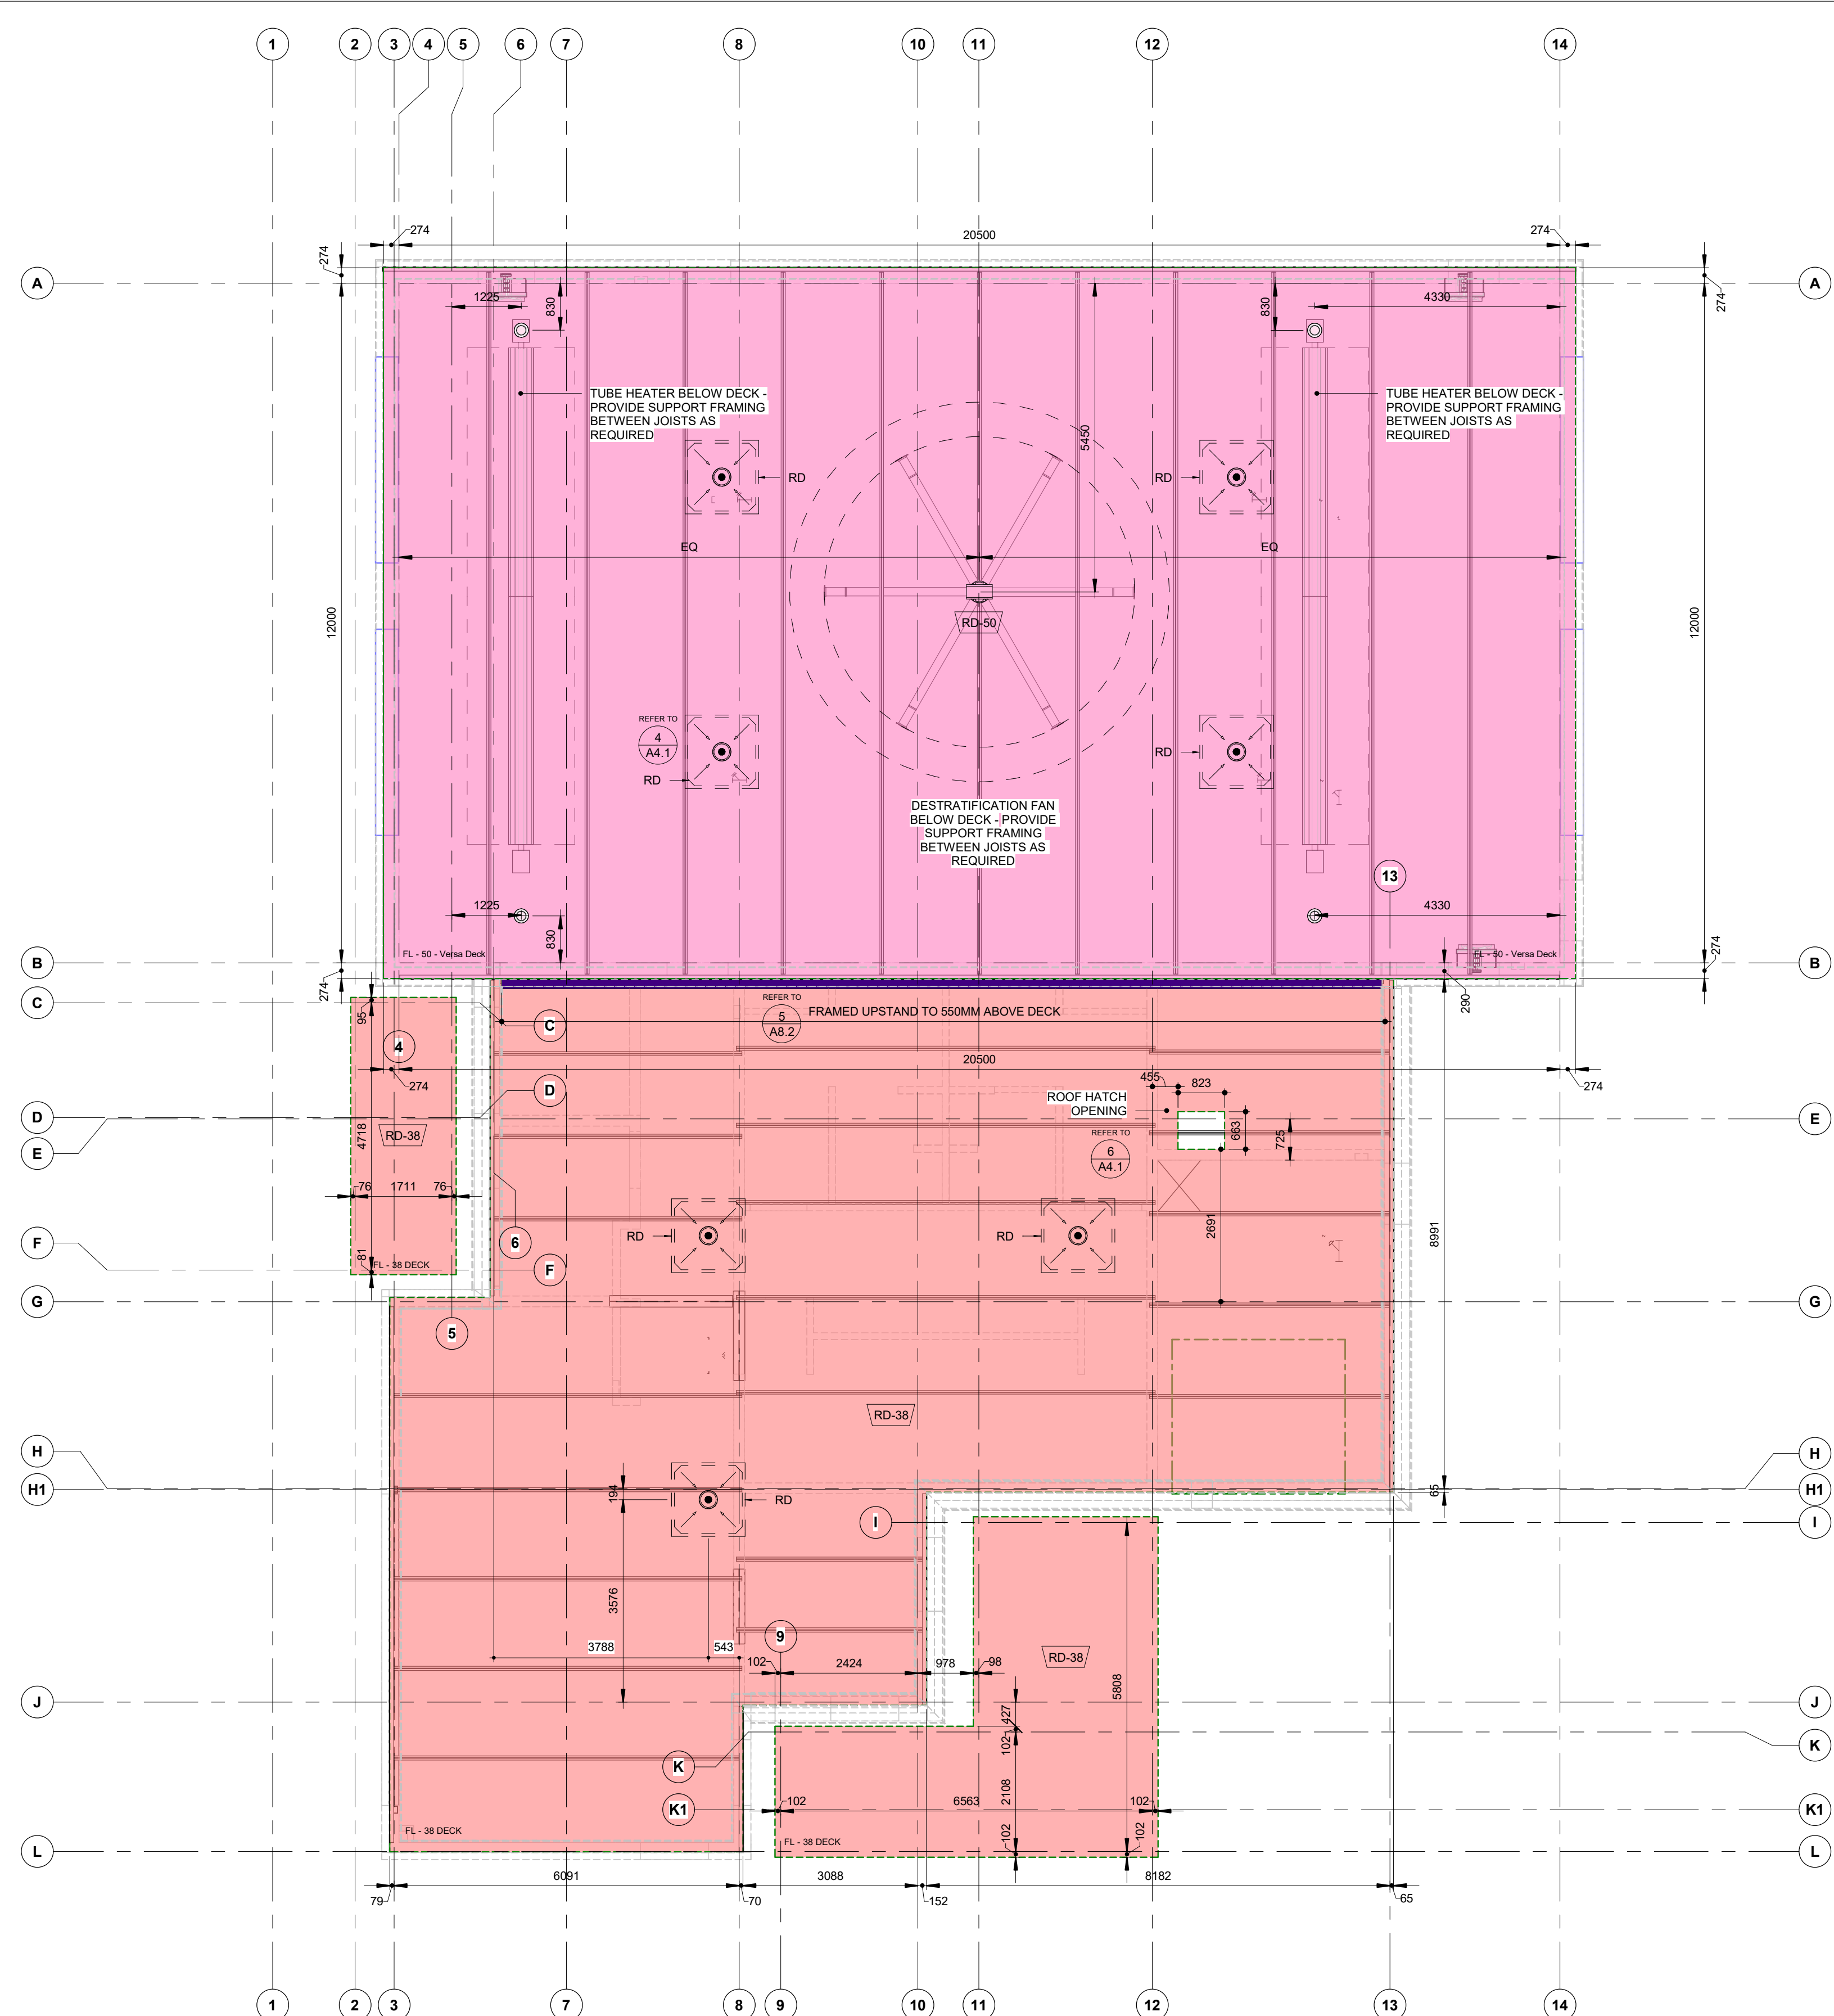 1 2 3 4 5 6 7 8 10 11 12 14
274 20500 274
274
A A
1225 830 830 4330
274
TUBE HEATER BELOW DECK -
PROVIDE SUPPORT FRAMING
BETWEEN JOISTS AS
REQUIRED
TUBE HEATER BELOW DECK -
PROVIDE SUPPORT FRAMING
BETWEEN JOISTS AS
REQUIRED
5450
RD RD
EQ EQ
12000 12000
RD-50
REFER TO
4
A4.1
RD RD
DESTRATIFICATION FAN
BELOW DECK - PROVIDE
SUPPORT FRAMING
BETWEEN JOISTS AS
REQUIRED
13
1225 4330
830
FL - 50 - Versa Deck FL - 50 - Versa Deck
274
B B
274
290
C
95
REFER TO
5
A8.2
FRAMED UPSTAND TO 550MM ABOVE DECK
C
4
20500
274 274
455 823
D
ROOF HATCH
OPENING
D E
4718
RD-38
REFER TO
6
A4.1
663
725
E
76 1711 76
2691
8991
F
6
RD RD
81
FL - 38 DECK
F
G G
5
RD-38
H H
H1 H1
194
RD
65
I I
3576
9
3788 543
102 2424 978 98
RD-38
5808
J J
427
102
K K
K1
102 6563 102
2108
K1
FL - 38 DECK
FL - 38 DECK
102 102
L L
6091 3088 8182
79 70 152 65
1 2 3 7 8 9 10 11 12 13 14